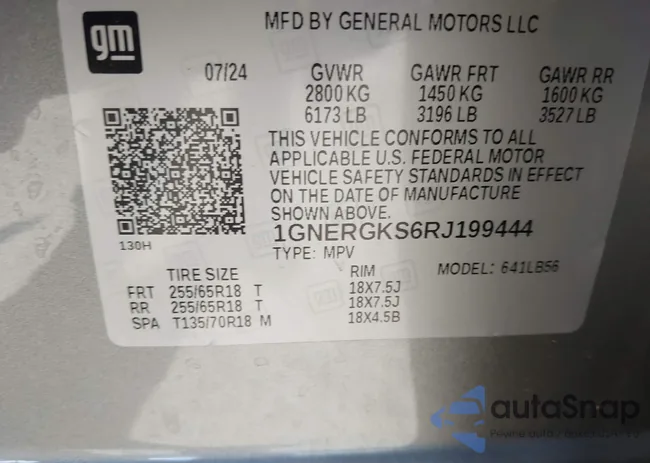 gm
MFD BY GENERAL MOTORS LLC
07/24 GVWR GAWR FRT GAWR RR
2800 KG 1450 KG 1600 KG
6173 LB 3196 LB 3527 LB
THIS VEHICLE CONFORMS TO ALL
APPLICABLE U.S. FEDERAL MOTOR
VEHICLE SAFETY STANDARDS IN EFFECT
ON THE DATE OF MANUFACTURE
SHOWN ABOVE.
1GNERGKS6RJ199444
130H
TYPE: MPV
TIRE SIZE RIM MODEL: 641LB56
FRT 255/65R18 T 18X7.5J
RR 255/65R18 T 18X7.5J
SPA T135/70R18 M 18X4.5B
autoSnap